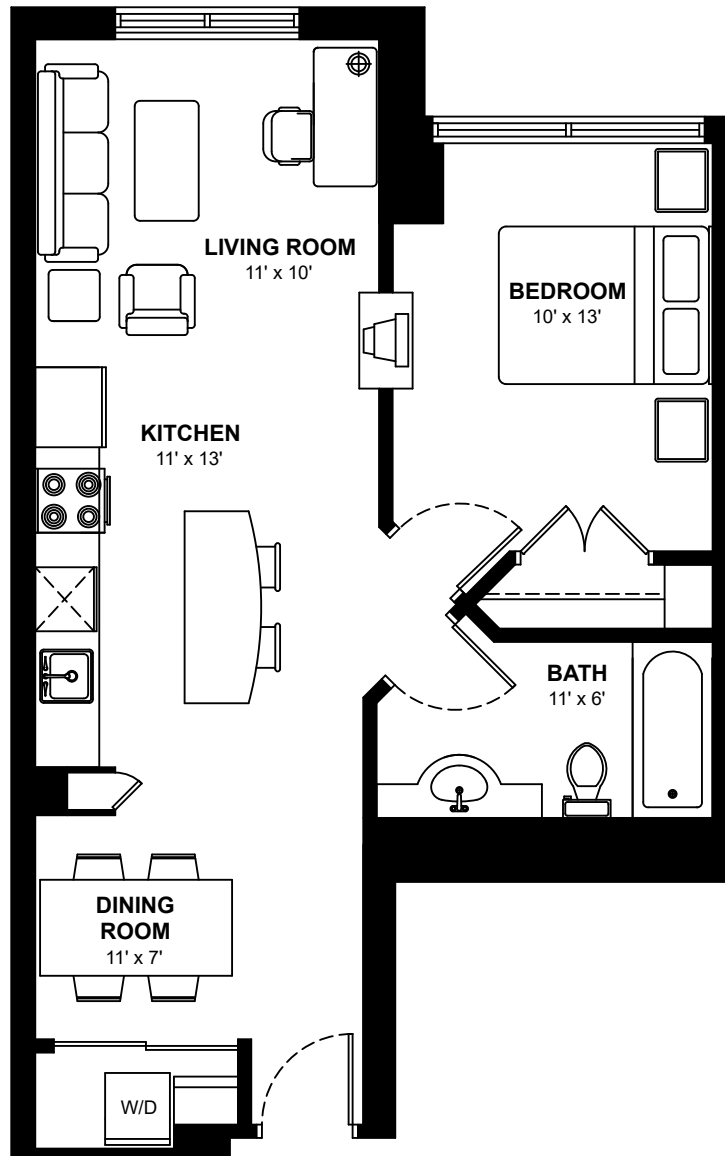 LIVING ROOM
11' x 10'
BEDROOM
10' x 13'
KITCHEN
11' x 13'
BATH
11' x 6'
DINING
ROOM
11' x 7'
W/D